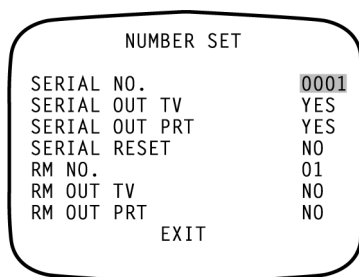 NUMBER SET
SERIAL NO. 0001
SERIAL OUT TV YES
SERIAL OUT PRT YES
SERIAL RESET NO
RM NO. 01
RM OUT TV NO
RM OUT PRT NO
EXIT